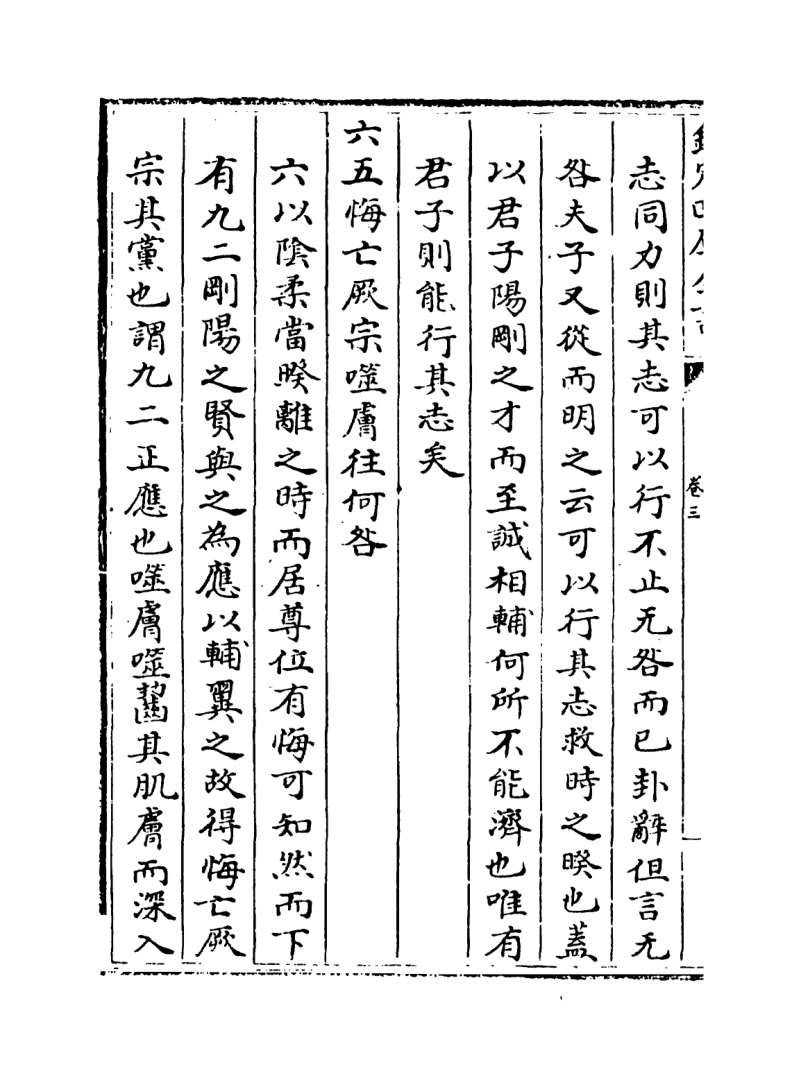 卷三
志同力則其志可以行不止无咎而已卦辭但言无
咎夫子又從而明之云可以行其志救時之暌也蓋
以君子陽剛之才而至誠相輔何所不能濟也唯有
君子則能行其志矣
六五悔亡厥宗噬膚往何咎
六以陰柔當暌離之時而居尊位有悔可知然而下
有九二剛陽之賢與之為應以輔翼之故得悔亡厥
宗其黨也謂九二正應也噬膚噬齧其肌膚而深入